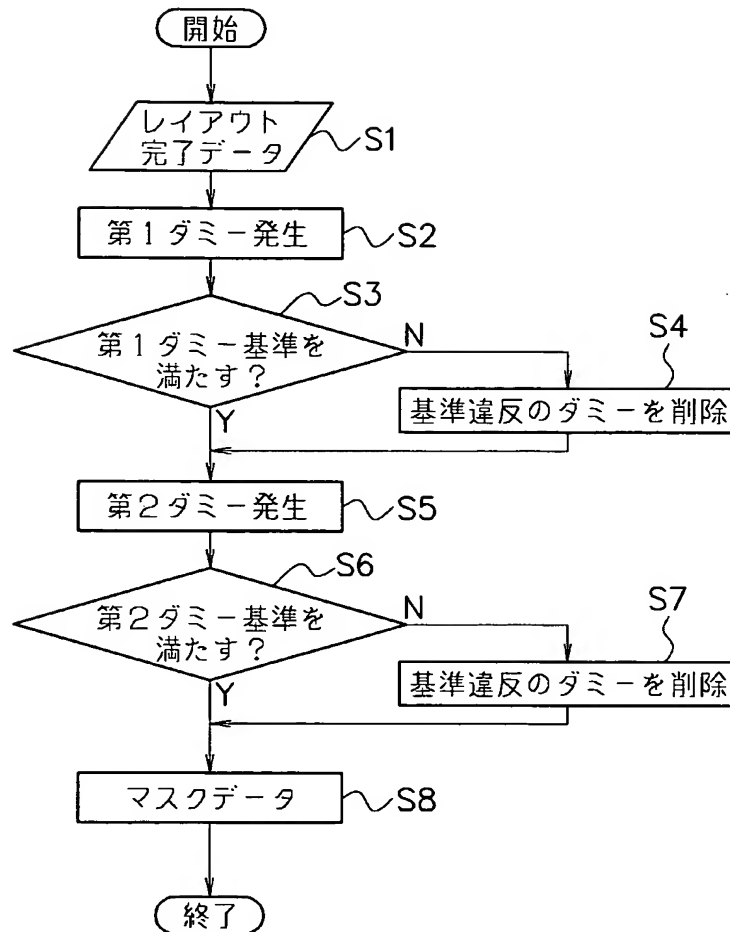 開始
レイアウト
完了データ
S1
第1ダミー発生
S2
S3
第1ダミー基準を
満たす?
N
Y
S4
基準違反のダミーを削除
第2ダミー発生
S5
S6
第2ダミー基準を
満たす?
N
Y
S7
基準違反のダミーを削除
マスクデータ
S8
終了